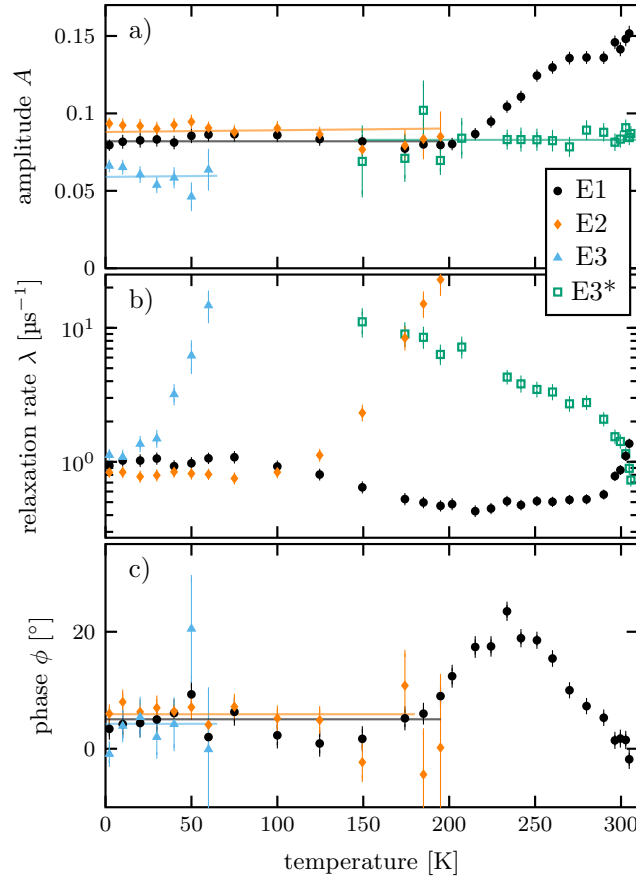 a)
0.15
0.1
0.05
0
amplitude A
E1
E2
E3
E3*
b)
10¹
10⁰
relaxation rate λ [µs⁻¹]
c)
20
0
phase ϕ [°]
0 50 100 150 200 250 300
temperature [K]